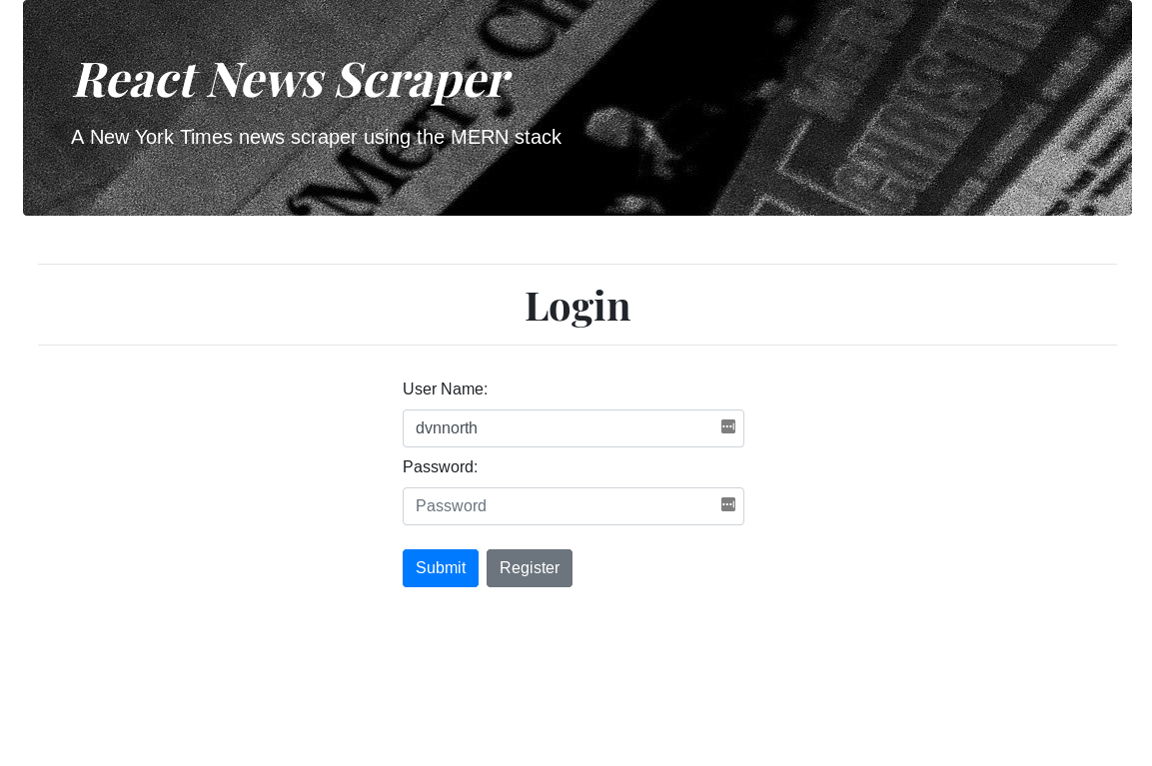 React News Scraper
A New York Times news scraper using the MERN stack
Login
User Name:
dvnnorth
Password:
Password
Submit Register